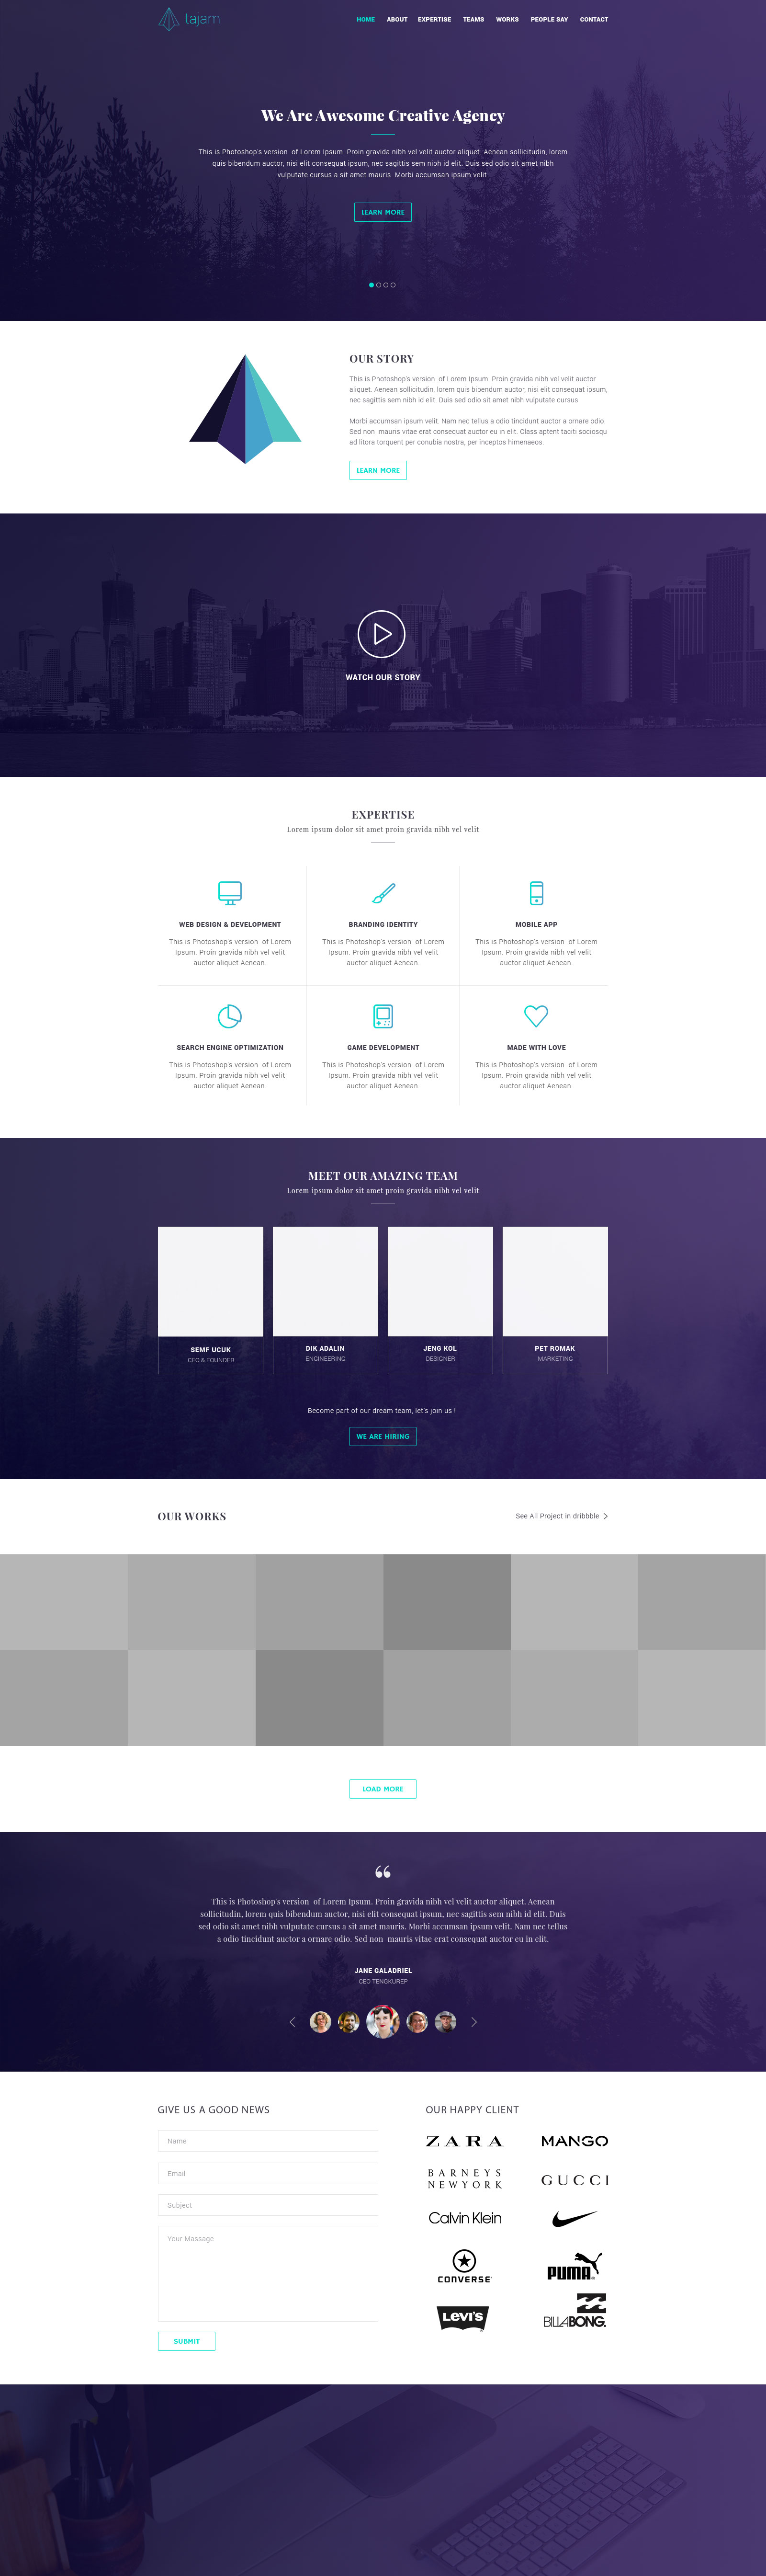 tajam
HOME ABOUT EXPERTISE TEAMS WORKS PEOPLE SAY CONTACT
We Are Awesome Creative Agency
This is Photoshop's version of Lorem Ipsum. Proin gravida nibh vel velit auctor aliquet. Aenean sollicitudin, lorem
quis bibendum auctor, nisi elit consequat ipsum, nec sagittis sem nibh id elit. Duis sed odio sit amet nibh
vulputate cursus a sit amet mauris. Morbi accumsan ipsum velit.
LEARN MORE
OUR STORY
This is Photoshop's version of Lorem Ipsum. Proin gravida nibh vel velit auctor
aliquet. Aenean sollicitudin, lorem quis bibendum auctor, nisi elit consequat ipsum,
nec sagittis sem nibh id elit. Duis sed odio sit amet nibh vulputate cursus
Morbi accumsan ipsum velit. Nam nec tellus a odio tincidunt auctor a ornare odio.
Sed non mauris vitae erat consequat auctor eu in elit. Class aptent taciti sociosqu
ad litora torquent per conubia nostra, per inceptos himenaeos.
LEARN MORE
WATCH OUR STORY
EXPERTISE
Lorem ipsum dolor sit amet proin gravida nibh vel velit
WEB DESIGN & DEVELOPMENT
This is Photoshop's version of Lorem
Ipsum. Proin gravida nibh vel velit
auctor aliquet Aenean.
BRANDING IDENTITY
This is Photoshop's version of Lorem
Ipsum. Proin gravida nibh vel velit
auctor aliquet Aenean.
MOBILE APP
This is Photoshop's version of Lorem
Ipsum. Proin gravida nibh vel velit
auctor aliquet Aenean.
SEARCH ENGINE OPTIMIZATION
This is Photoshop's version of Lorem
Ipsum. Proin gravida nibh vel velit
auctor aliquet Aenean.
GAME DEVELOPMENT
This is Photoshop's version of Lorem
Ipsum. Proin gravida nibh vel velit
auctor aliquet Aenean.
MADE WITH LOVE
This is Photoshop's version of Lorem
Ipsum. Proin gravida nibh vel velit
auctor aliquet Aenean.
MEET OUR AMAZING TEAM
Lorem ipsum dolor sit amet proin gravida nibh vel velit
SEMF UCUK
CEO & FOUNDER
DIK ADALIN
ENGINEERING
JENG KOL
DESIGNER
PET ROMAK
MARKETING
Become part of our dream team, let's join us !
WE ARE HIRING
OUR WORKS
See All Project in dribbble
LOAD MORE
“
This is Photoshop's version of Lorem Ipsum. Proin gravida nibh vel velit auctor aliquet. Aenean
sollicitudin, lorem quis bibendum auctor, nisi elit consequat ipsum, nec sagittis sem nibh id elit. Duis
sed odio sit amet nibh vulputate cursus a sit amet mauris. Morbi accumsan ipsum velit. Nam nec tellus
a odio tincidunt auctor a ornare odio. Sed non mauris vitae erat consequat auctor eu in elit.
JANE GALADRIEL
CEO TENGKUREP
GIVE US A GOOD NEWS
Name
Email
Subject
Your Massage
SUBMIT
OUR HAPPY CLIENT
ZARA
MANGO
BARNEYS
NEWYORK
GUCCI
Calvin Klein
CONVERSE
PUMA
Levi's
BILLABONG.